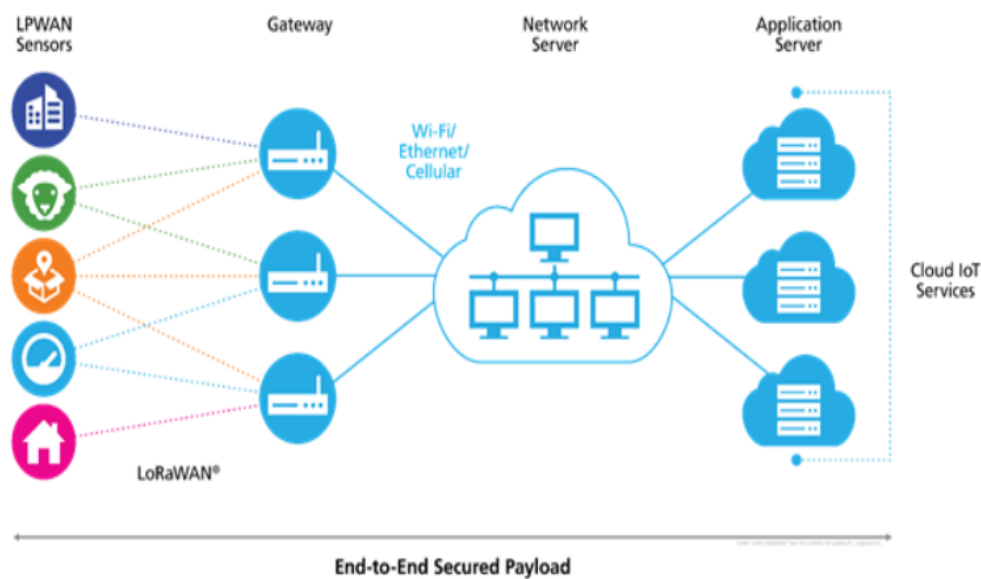 LPWAN
Sensors
Gateway
Network
Server
Application
Server
Wi-Fi/
Ethernet/
Cellular
Cloud IoT
Services
LoRaWAN®
End-to-End Secured Payload